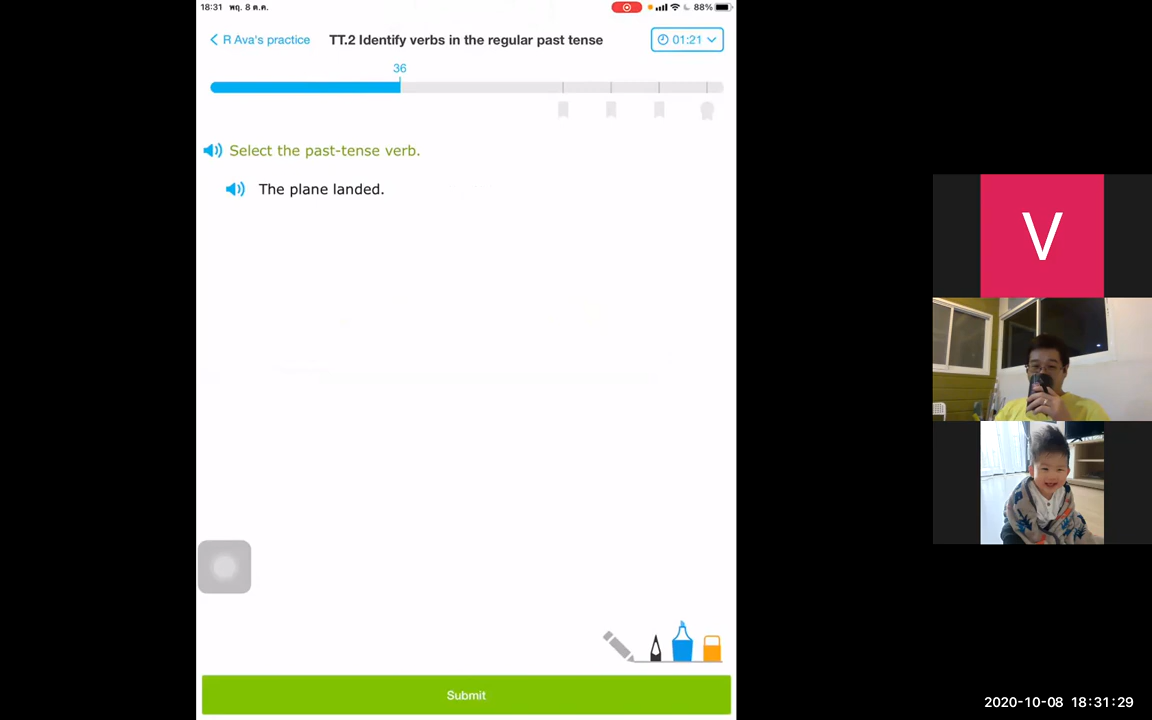 18:31 พฤ. 8 ต.ค.
88%
R Ava's practice
TT.2 Identify verbs in the regular past tense
01:21
36
Select the past-tense verb.
The plane landed.
Submit
V
2020-10-08 18:31:29